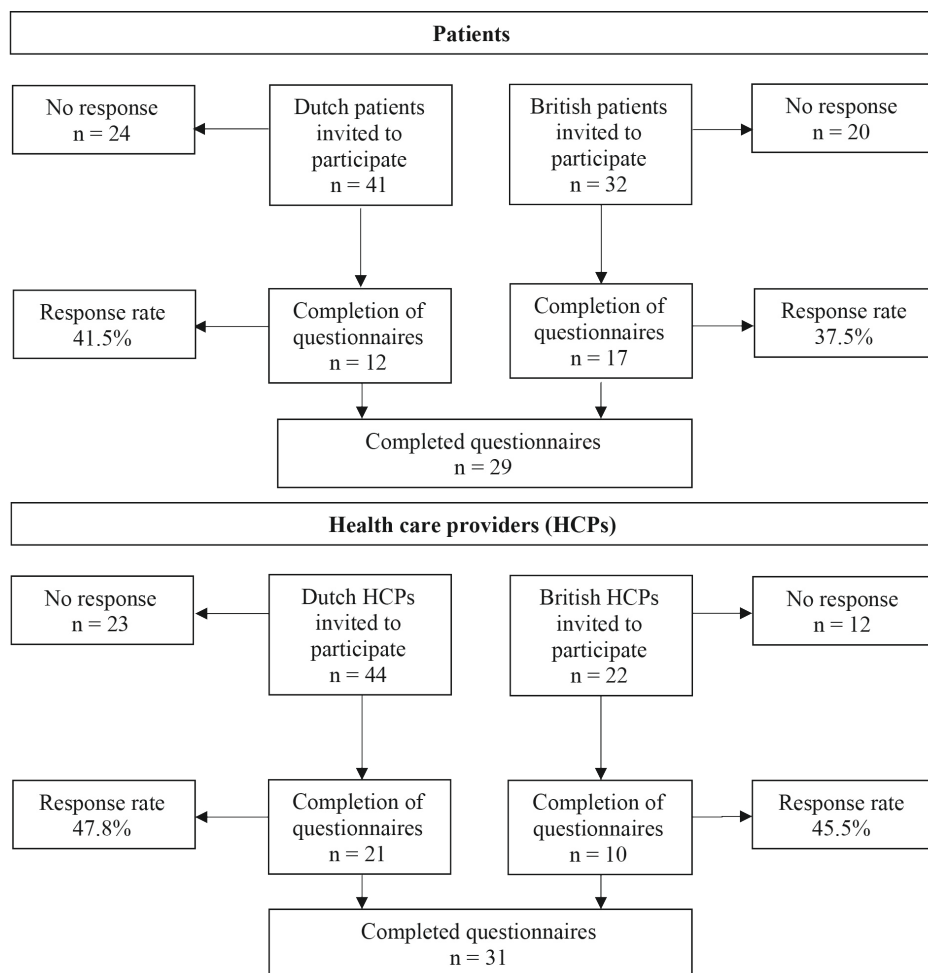 Patients
No response
n = 24
Dutch patients
invited to
participate
n = 41
British patients
invited to
participate
n = 32
No response
n = 20
Response rate
41.5%
Completion of
questionnaires
n = 12
Completion of
questionnaires
n = 17
Response rate
37.5%
Completed questionnaires
n = 29
Health care providers (HCPs)
No response
n = 23
Dutch HCPs
invited to
participate
n = 44
British HCPs
invited to
participate
n = 22
No response
n = 12
Response rate
47.8%
Completion of
questionnaires
n = 21
Completion of
questionnaires
n = 10
Response rate
45.5%
Completed questionnaires
n = 31